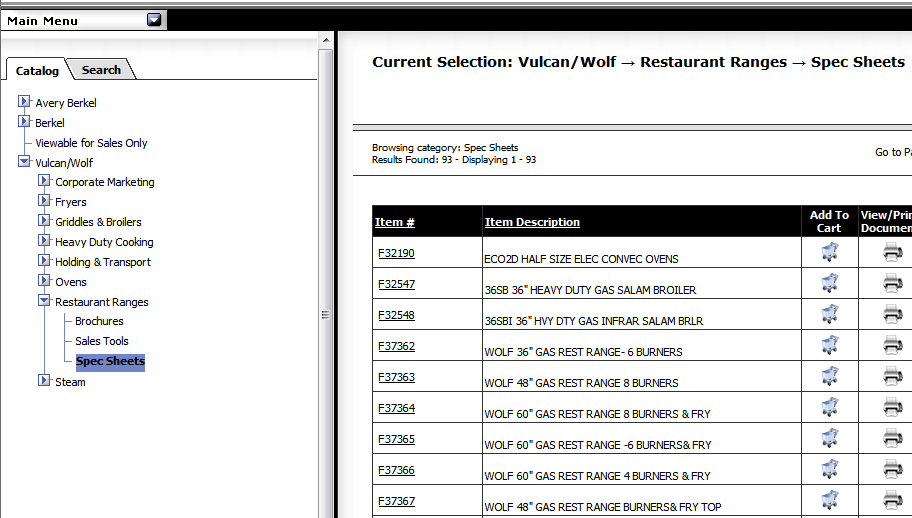 Main Menu
Catalog
Search
Avery Berkel
Berkel
Viewable for Sales Only
Vulcan/Wolf
Corporate Marketing
Fryers
Griddles & Broilers
Heavy Duty Cooking
Holding & Transport
Ovens
Restaurant Ranges
Brochures
Sales Tools
Spec Sheets
Steam
Current Selection: Vulcan/Wolf → Restaurant Ranges → Spec Sheets
Browsing category: Spec Sheets
Results Found: 93 - Displaying 1 - 93
Go to
Item # Item Description Add To Cart View/
F32190 ECO2D HALF SIZE ELEC CONVEC OVENS
F32547 36SB 36" HEAVY DUTY GAS SALAM BROILER
F32548 36SBI 36" HVY DTY GAS INFRAR SALAM BRLR
F37362 WOLF 36" GAS REST RANGE- 6 BURNERS
F37363 WOLF 48" GAS REST RANGE 8 BURNERS
F37364 WOLF 60" GAS REST RANGE 8 BURNERS & FRY
F37365 WOLF 60" GAS REST RANGE -6 BURNERS& FRY
F37366 WOLF 60" GAS REST RANGE 4 BURNERS & FRY
F37367 WOLF 48" GAS REST RANGE BURNERS& FRY TOP